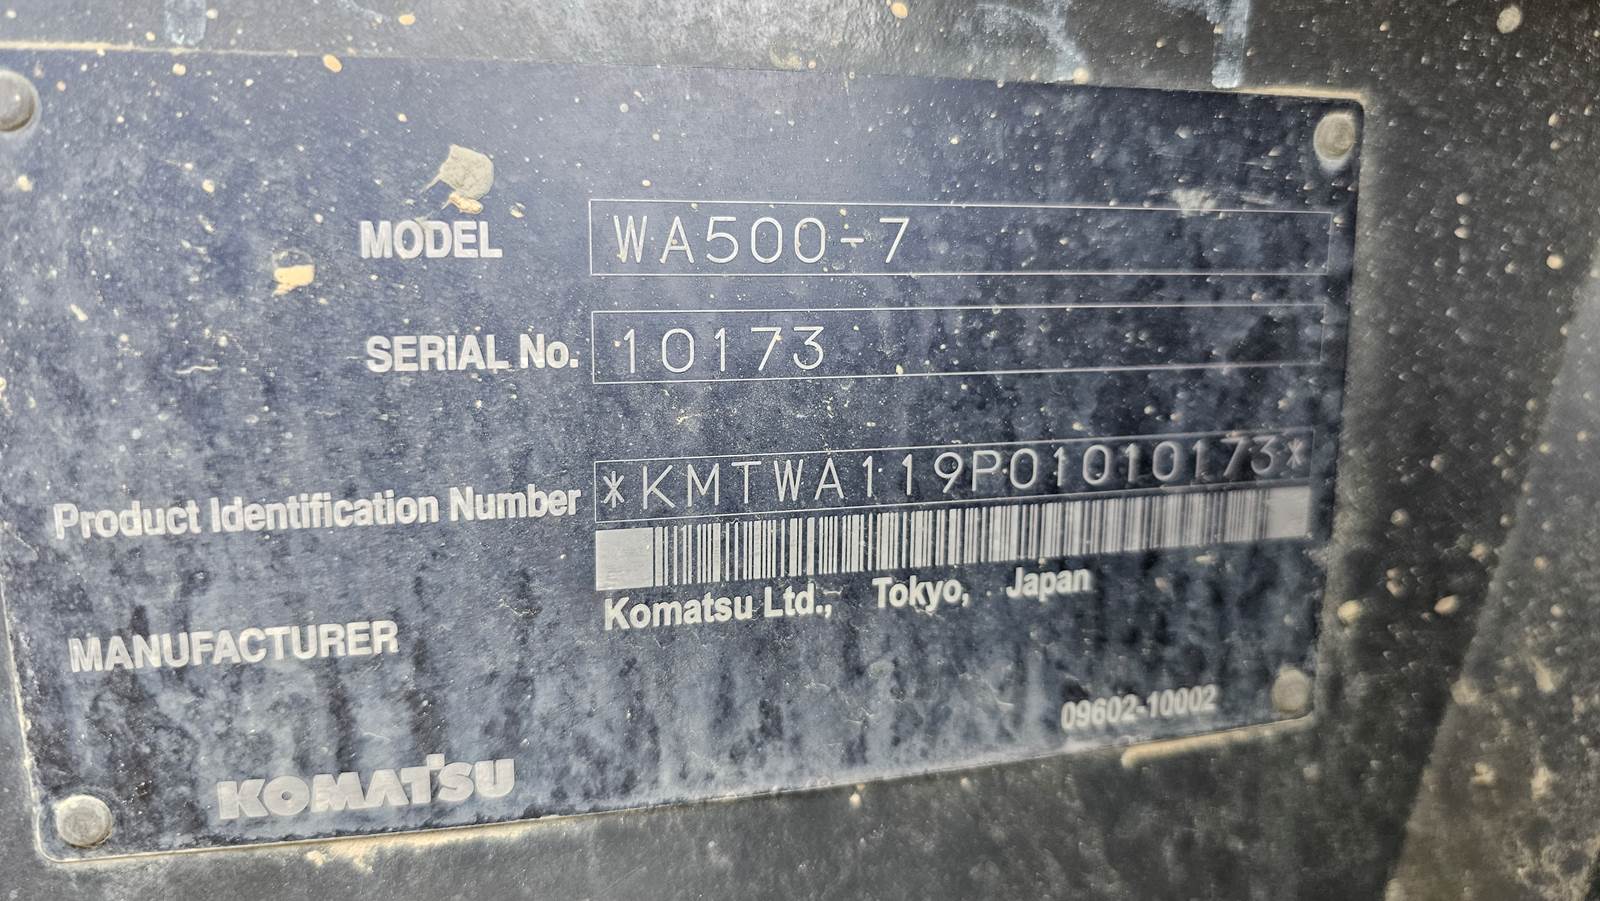 MODEL WA500-7
SERIAL No. 10173
Product Identification Number *KMTWA119P01010173*
MANUFACTURER Komatsu Ltd., Tokyo, Japan
09602-10002
KOMATSU